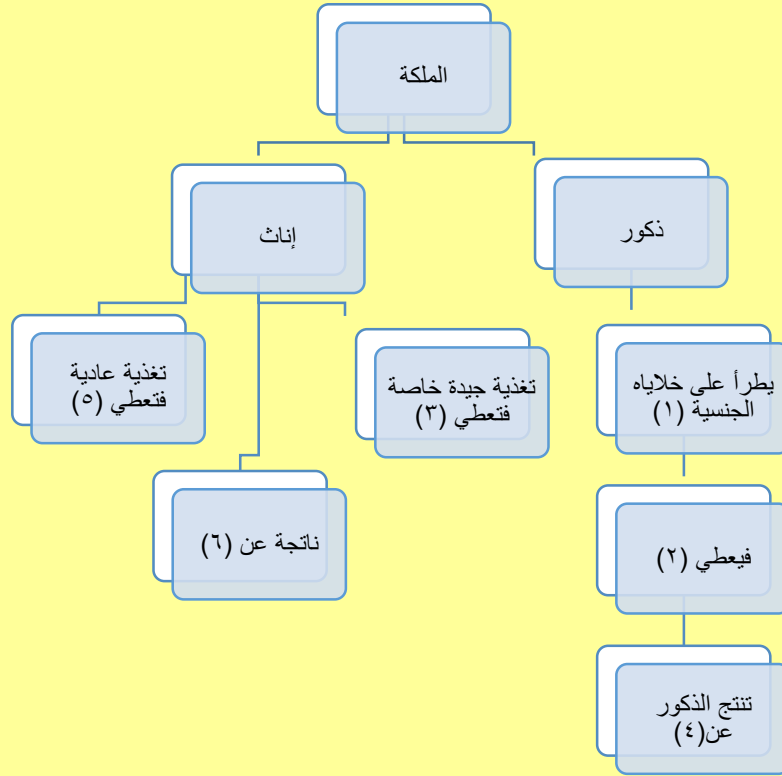 الملكة
ذكور
إناث
يطرأ على خلاياه
الجنسية (١)
تغذية جيدة خاصة
فتعطي (٣)
تغذية عادية
فتعطي (٥)
فيعطي (٢)
ناتجة عن (٦)
تنتج الذكور
عن(٤)